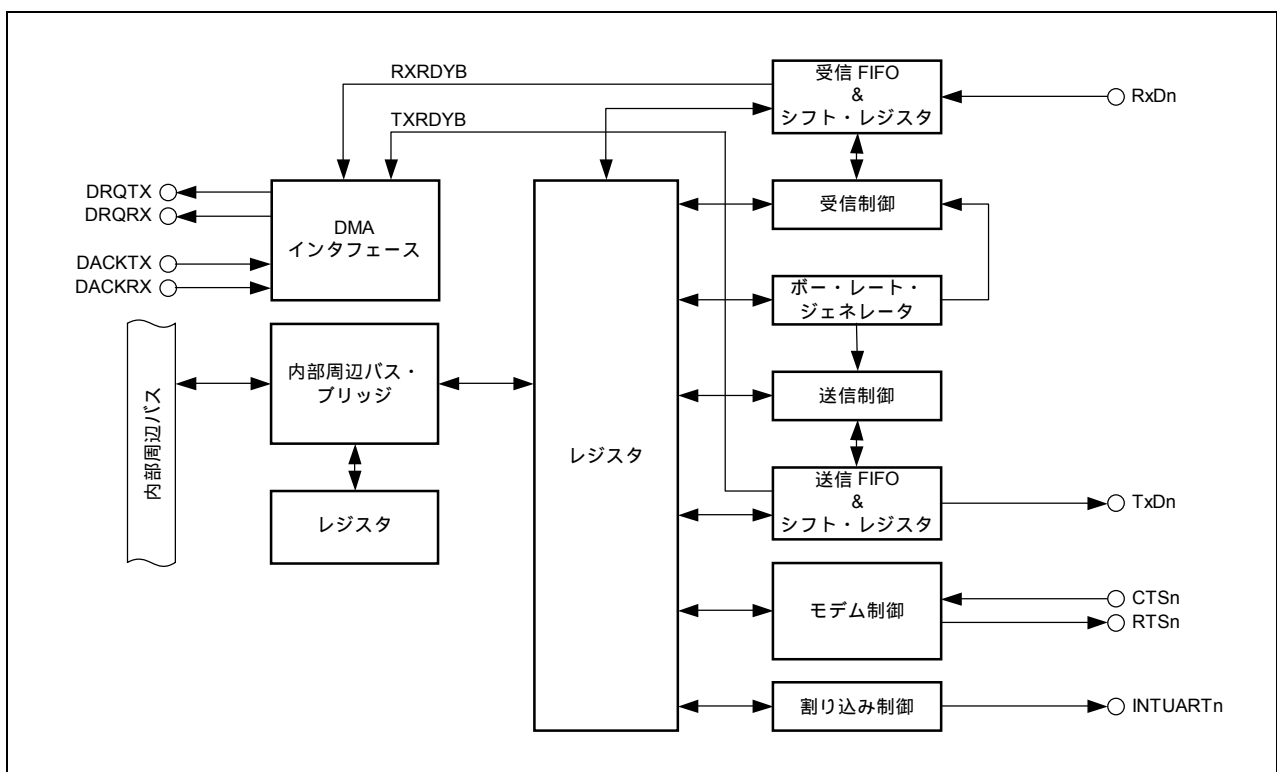 RXRDYB
受信 FIFO
&
シフト・レジスタ
RxDn
TXRDYB
DRQTX
DRQRX
DACKTX
DACKRX
DMA
インタフェース
受信制御
ボー・レート・
ジェネレータ
内部周辺バス
内部周辺バス・
ブリッジ
レジスタ
レジスタ
送信制御
送信 FIFO
&
シフト・レジスタ
TxDn
モデム制御
CTSn
RTSn
割り込み制御
INTUARTn